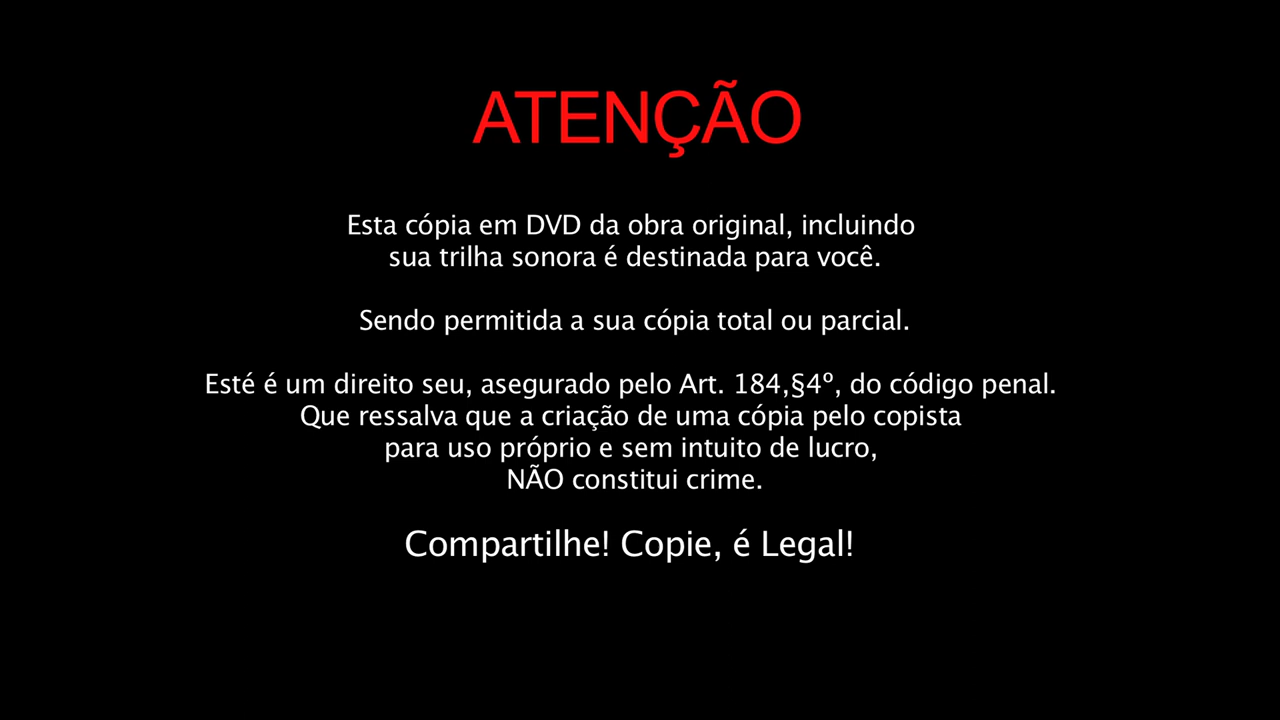 ATENÇÃO
Esta cópia em DVD da obra original, incluindo
sua trilha sonora é destinada para você.
Sendo permitida a sua cópia total ou parcial.
Esté é um direito seu, asegurado pelo Art. 184,§4º, do código penal.
Que ressalva que a criação de uma cópia pelo copista
para uso próprio e sem intuito de lucro,
NÃO constitui crime.
Compartilhe! Copie, é Legal!